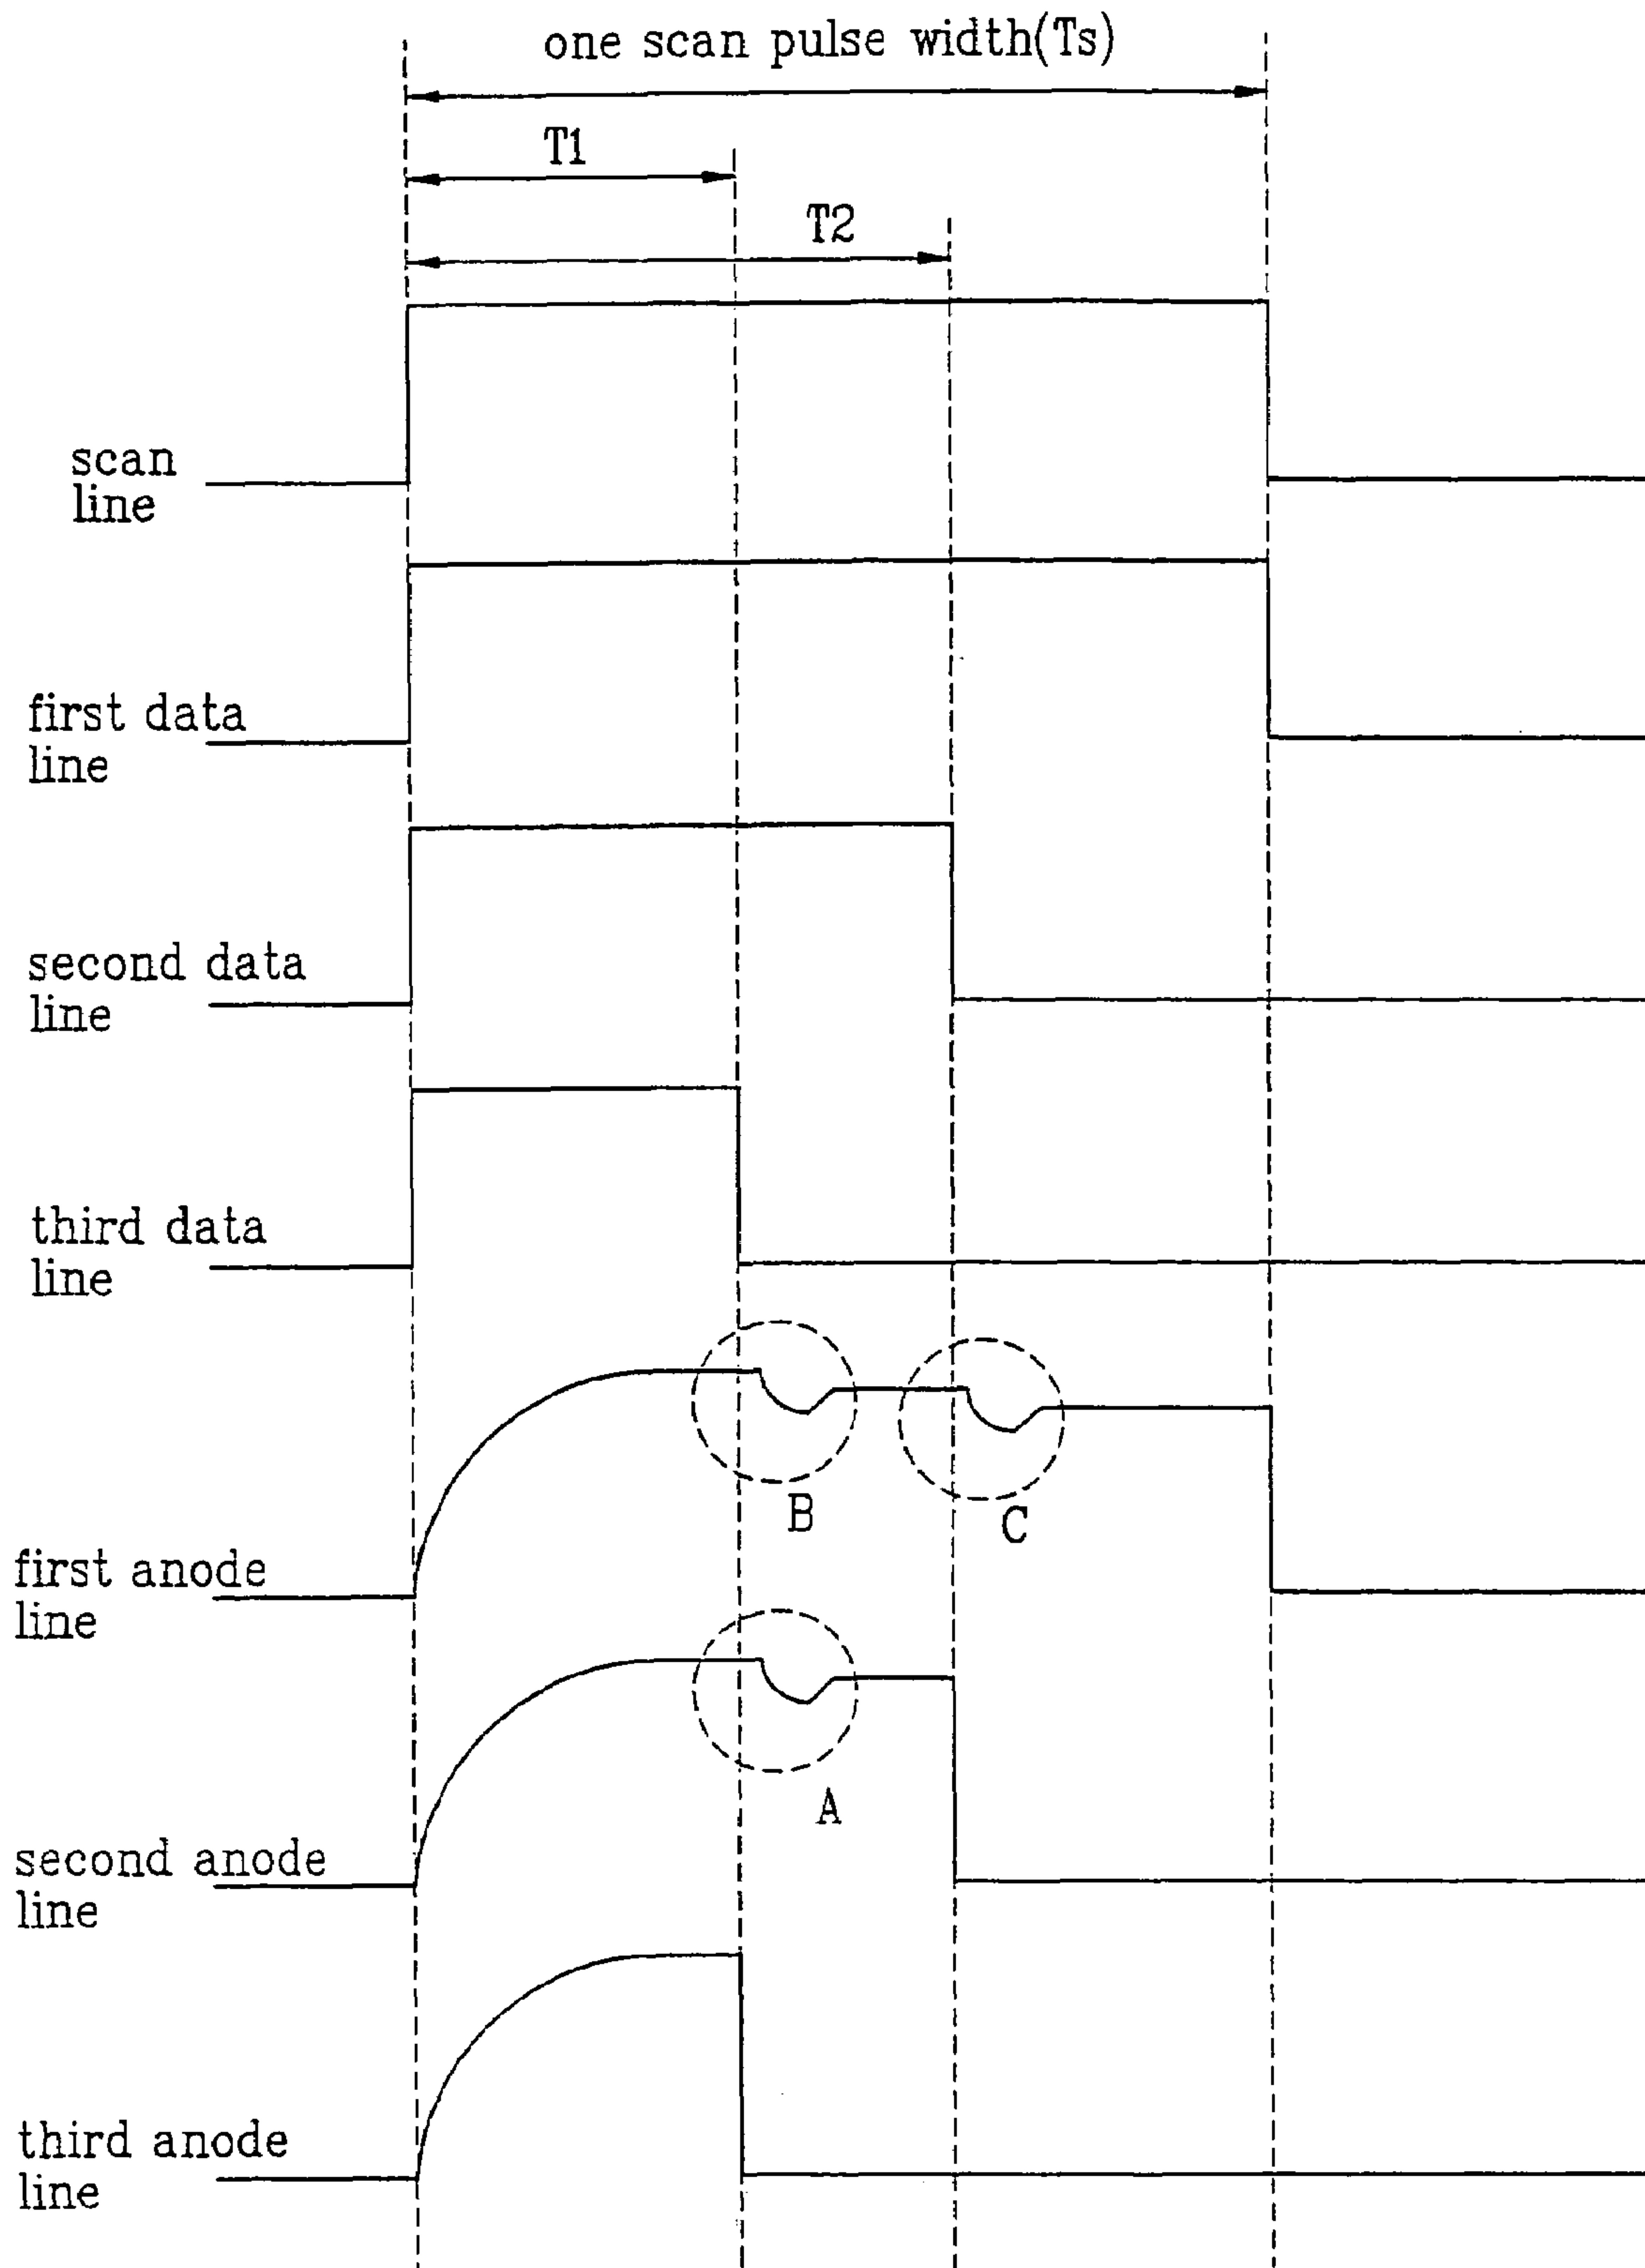 one scan pulse width(Ts)
T1
T2
scan
line
first data
line
second data
line
third data
line
B
C
first anode
line
A
second anode
line
third anode
line